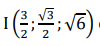 I (3/2 ; √3/2 ; √6)